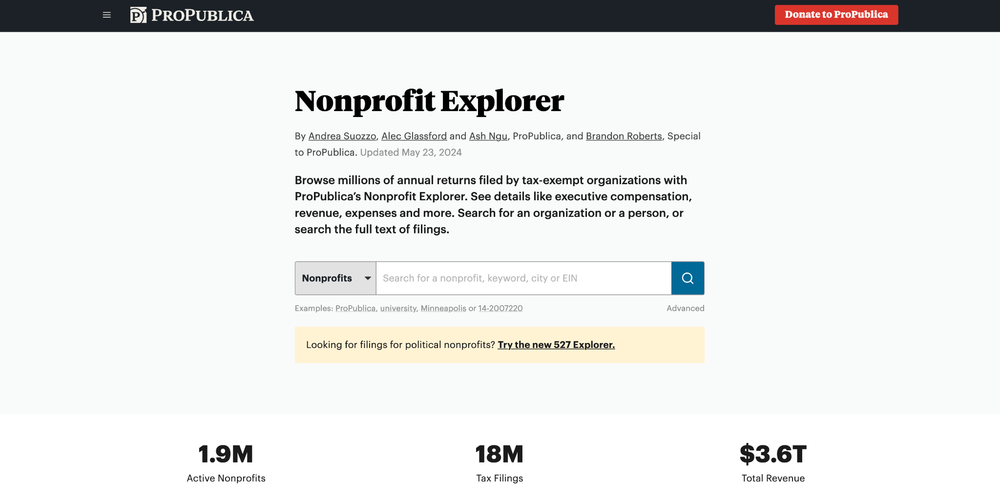 PROPUBLICA
Donate to ProPublica
Nonprofit Explorer
By Andrea Suozzo, Alec Glassford and Ash Ngu, ProPublica, and Brandon Roberts, Special
to ProPublica. Updated May 23, 2024
Browse millions of annual returns filed by tax-exempt organizations with
ProPublica’s Nonprofit Explorer. See details like executive compensation,
revenue, expenses and more. Search for an organization or a person, or
search the full text of filings.
Nonprofits
Search for a nonprofit, keyword, city or EIN
Examples: ProPublica, university, Minneapolis or 14-2007220
Advanced
Looking for filings for political nonprofits? Try the new 527 Explorer.
1.9M
Active Nonprofits
18M
Tax Filings
$3.6T
Total Revenue